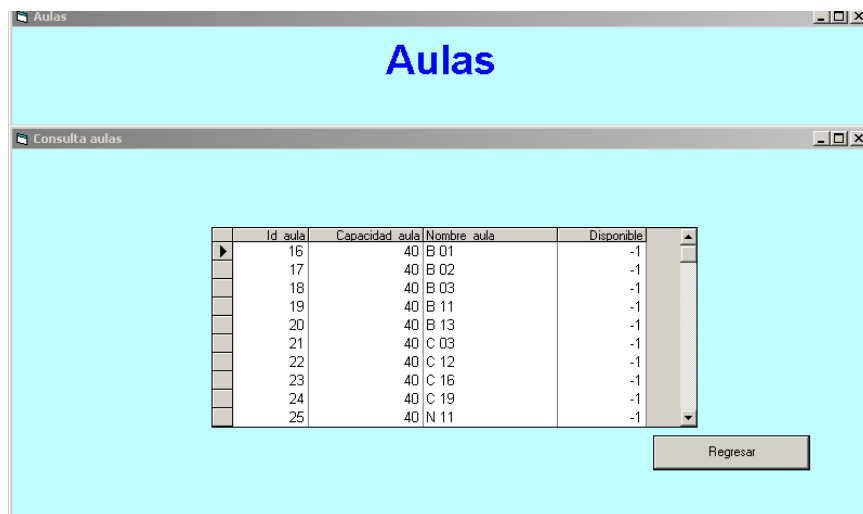 Aulas
Aulas
Consulta aulas
Id aula Capacidad aula Nombre aula Disponible
16 40 B 01 -1
17 40 B 02 -1
18 40 B 03 -1
19 40 B 11 -1
20 40 B 13 -1
21 40 C 03 -1
22 40 C 12 -1
23 40 C 16 -1
24 40 C 19 -1
25 40 N 11 -1
Regresar